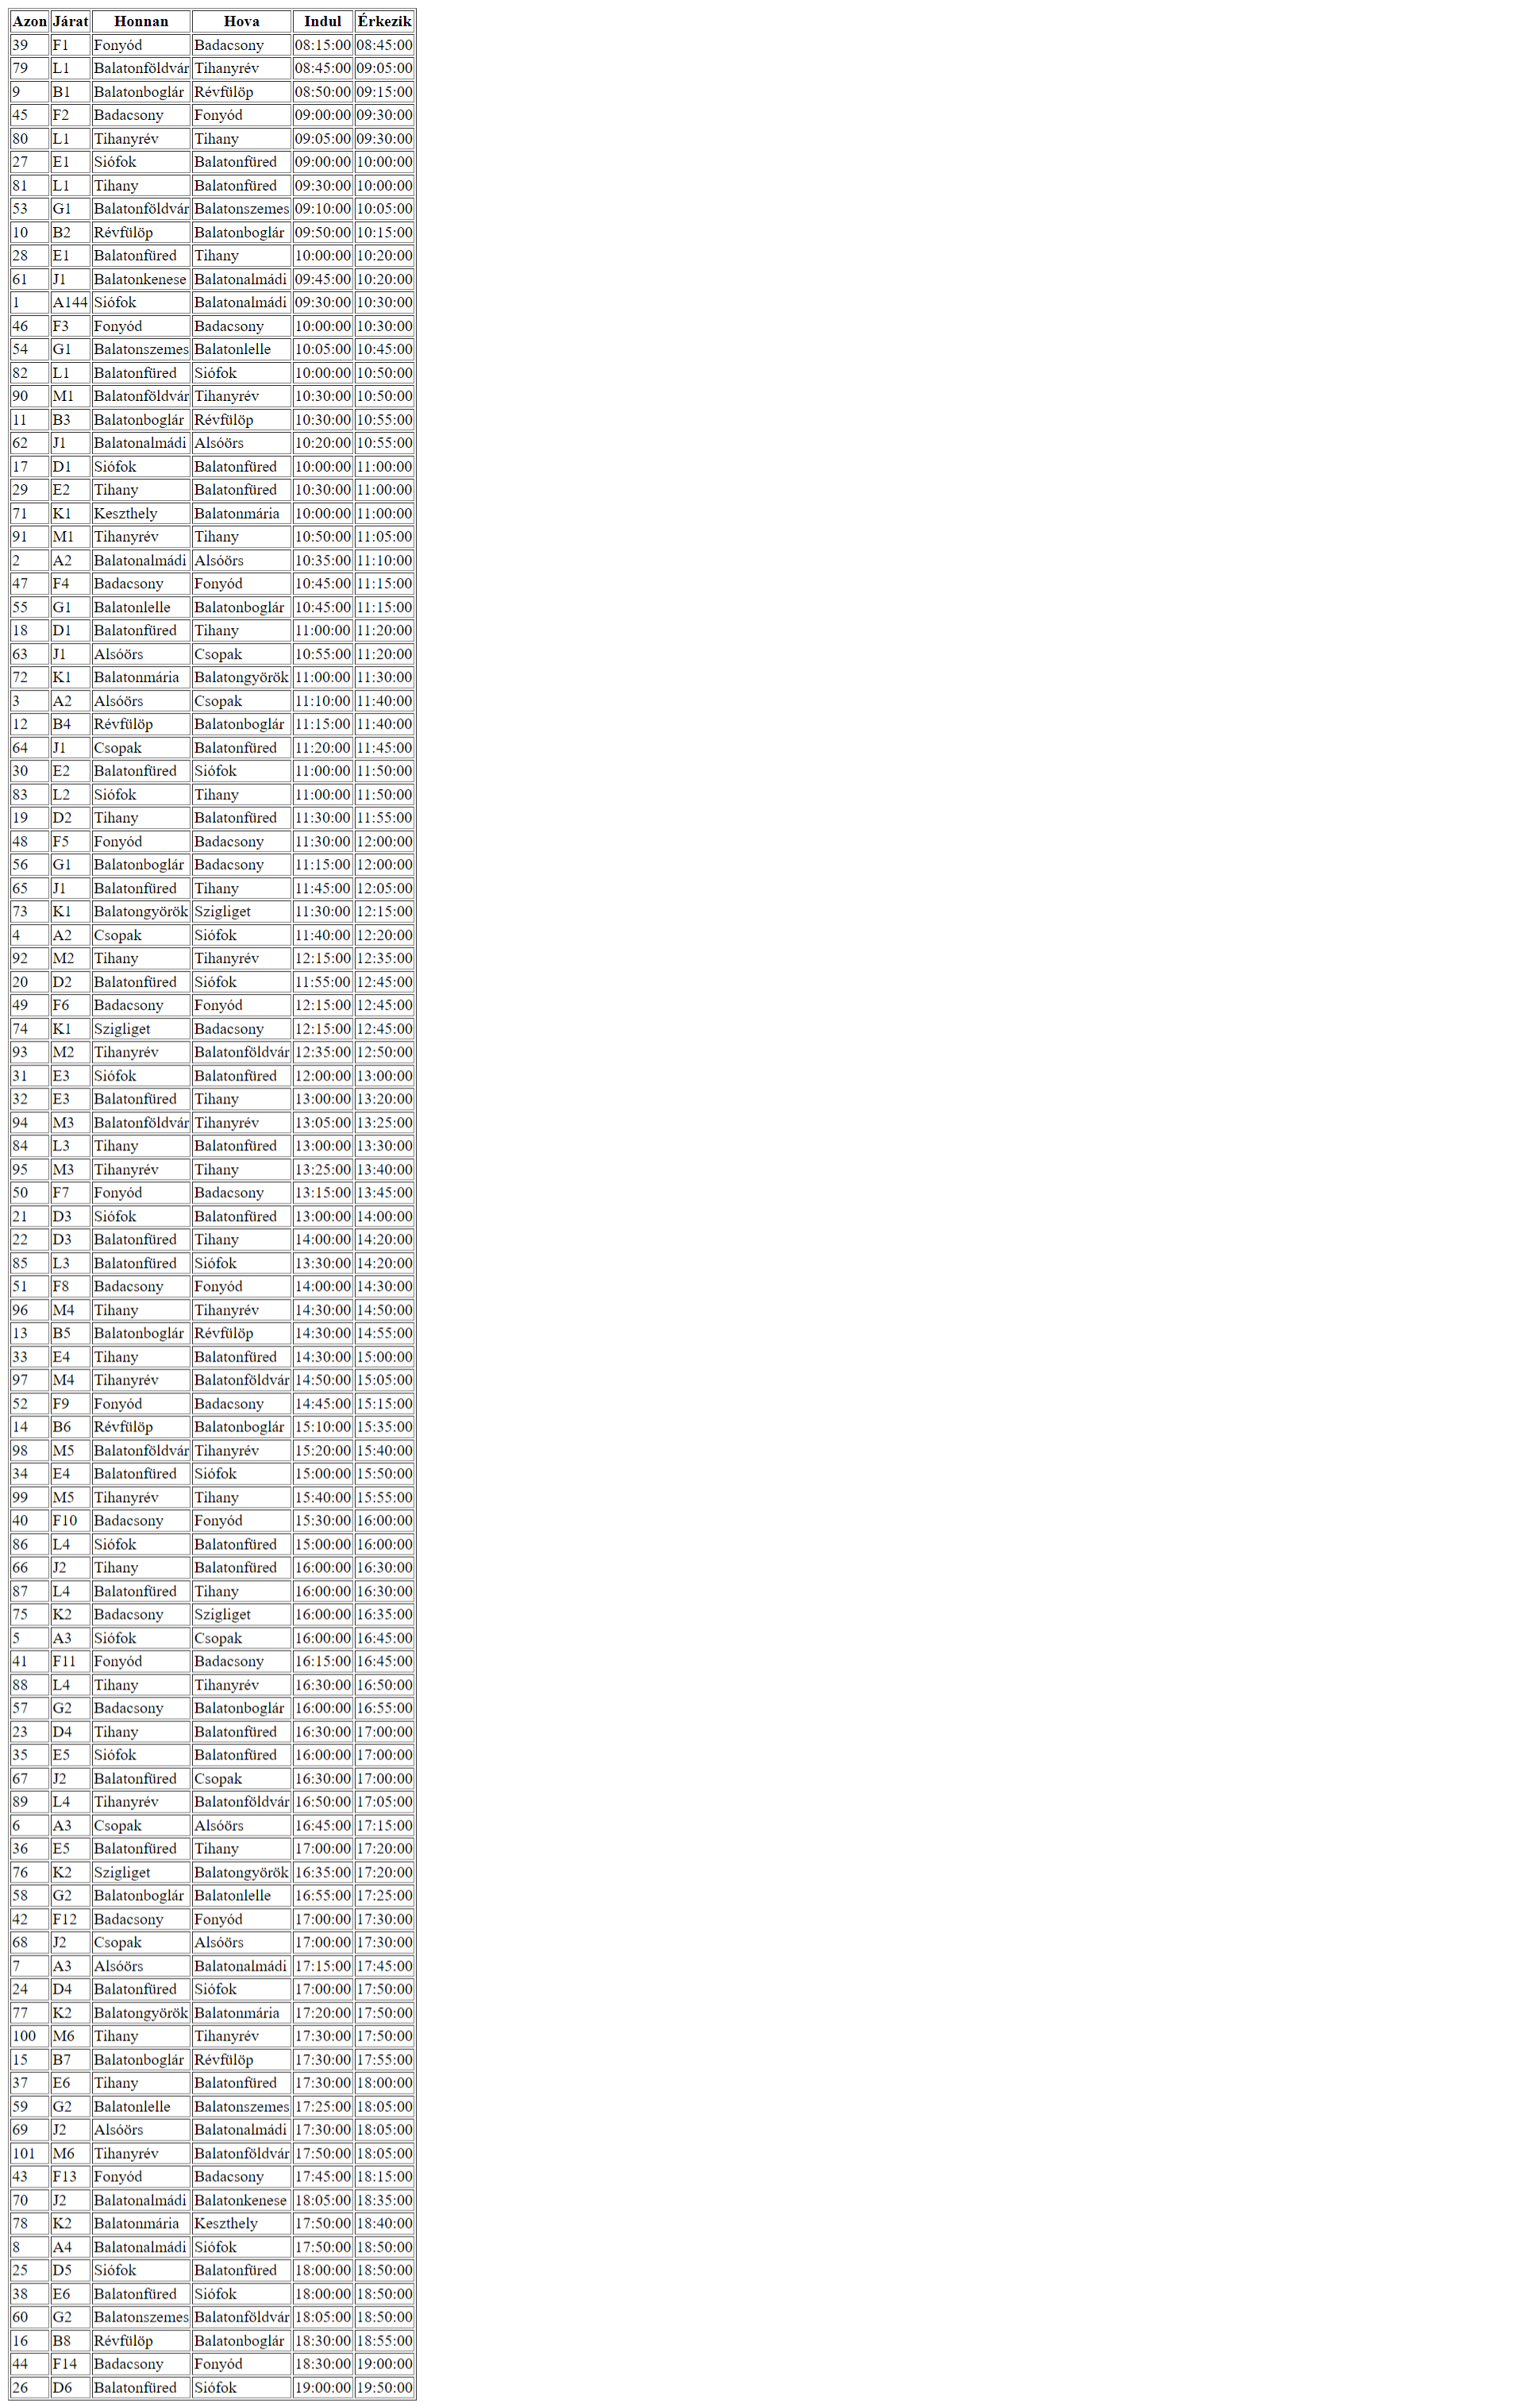 Azon Járat Honnan Hova Indul Érkezik
39 F1 Fonyód Badacsony 08:15:00 08:45:00
79 L1 Balatonföldvár Tihanyrév 08:45:00 09:05:00
9 B1 Balatonboglár Révfülöp 08:50:00 09:15:00
45 F2 Badacsony Fonyód 09:00:00 09:30:00
80 L1 Tihanyrév Tihany 09:05:00 09:30:00
27 E1 Siófok Balatonfüred 09:00:00 10:00:00
81 L1 Tihany Balatonfüred 09:30:00 10:00:00
53 G1 Balatonföldvár Balatonszemes 09:10:00 10:05:00
10 B2 Révfülöp Balatonboglár 09:50:00 10:15:00
28 E1 Balatonfüred Tihany 10:00:00 10:20:00
61 J1 Balatonkenese Balatonalmádi 09:45:00 10:20:00
1 A144 Siófok Balatonalmádi 09:30:00 10:30:00
46 F3 Fonyód Badacsony 10:00:00 10:30:00
54 G1 Balatonszemes Balatonlelle 10:05:00 10:45:00
82 L1 Balatonfüred Siófok 10:00:00 10:50:00
90 M1 Balatonföldvár Tihanyrév 10:30:00 10:50:00
11 B3 Balatonboglár Révfülöp 10:30:00 10:55:00
62 J1 Balatonalmádi Alsóörs 10:20:00 10:55:00
17 D1 Siófok Balatonfüred 10:00:00 11:00:00
29 E2 Tihany Balatonfüred 10:30:00 11:00:00
71 K1 Keszthely Balatonmária 10:00:00 11:00:00
91 M1 Tihanyrév Tihany 10:50:00 11:05:00
2 A2 Balatonalmádi Alsóörs 10:35:00 11:10:00
47 F4 Badacsony Fonyód 10:45:00 11:15:00
55 G1 Balatonlelle Balatonboglár 10:45:00 11:15:00
18 D1 Balatonfüred Tihany 11:00:00 11:20:00
63 J1 Alsóörs Csopak 10:55:00 11:20:00
72 K1 Balatonmária Balatongyörök 11:00:00 11:30:00
3 A2 Alsóörs Csopak 11:10:00 11:40:00
12 B4 Révfülöp Balatonboglár 11:15:00 11:40:00
64 J1 Csopak Balatonfüred 11:20:00 11:45:00
30 E2 Balatonfüred Siófok 11:00:00 11:50:00
83 L2 Siófok Tihany 11:00:00 11:50:00
19 D2 Tihany Balatonfüred 11:30:00 11:55:00
48 F5 Fonyód Badacsony 11:30:00 12:00:00
56 G1 Balatonboglár Badacsony 11:15:00 12:00:00
65 J1 Balatonfüred Tihany 11:45:00 12:05:00
73 K1 Balatongyörök Szigliget 11:30:00 12:15:00
4 A2 Csopak Siófok 11:40:00 12:20:00
92 M2 Tihany Tihanyrév 12:15:00 12:35:00
20 D2 Balatonfüred Siófok 11:55:00 12:45:00
49 F6 Badacsony Fonyód 12:15:00 12:45:00
74 K1 Szigliget Badacsony 12:15:00 12:45:00
93 M2 Tihanyrév Balatonföldvár 12:35:00 12:50:00
31 E3 Siófok Balatonfüred 12:00:00 13:00:00
32 E3 Balatonfüred Tihany 13:00:00 13:20:00
94 M3 Balatonföldvár Tihanyrév 13:05:00 13:25:00
84 L3 Tihany Balatonfüred 13:00:00 13:30:00
95 M3 Tihanyrév Tihany 13:25:00 13:40:00
50 F7 Fonyód Badacsony 13:15:00 13:45:00
21 D3 Siófok Balatonfüred 13:00:00 14:00:00
22 D3 Balatonfüred Tihany 14:00:00 14:20:00
85 L3 Balatonfüred Siófok 13:30:00 14:20:00
51 F8 Badacsony Fonyód 14:00:00 14:30:00
96 M4 Tihany Tihanyrév 14:30:00 14:50:00
13 B5 Balatonboglár Révfülöp 14:30:00 14:55:00
33 E4 Tihany Balatonfüred 14:30:00 15:00:00
97 M4 Tihanyrév Balatonföldvár 14:50:00 15:05:00
52 F9 Fonyód Badacsony 14:45:00 15:15:00
14 B6 Révfülöp Balatonboglár 15:10:00 15:35:00
98 M5 Balatonföldvár Tihanyrév 15:20:00 15:40:00
34 E4 Balatonfüred Siófok 15:00:00 15:50:00
99 M5 Tihanyrév Tihany 15:40:00 15:55:00
40 F10 Badacsony Fonyód 15:30:00 16:00:00
86 L4 Siófok Balatonfüred 15:00:00 16:00:00
66 J2 Tihany Balatonfüred 16:00:00 16:30:00
87 L4 Balatonfüred Tihany 16:00:00 16:30:00
75 K2 Badacsony Szigliget 16:00:00 16:35:00
5 A3 Siófok Csopak 16:00:00 16:45:00
41 F11 Fonyód Badacsony 16:15:00 16:45:00
88 L4 Tihany Tihanyrév 16:30:00 16:50:00
57 G2 Badacsony Balatonboglár 16:00:00 16:55:00
23 D4 Tihany Balatonfüred 16:30:00 17:00:00
35 E5 Siófok Balatonfüred 16:00:00 17:00:00
67 J2 Balatonfüred Csopak 16:30:00 17:00:00
89 L4 Tihanyrév Balatonföldvár 16:50:00 17:05:00
6 A3 Csopak Alsóörs 16:45:00 17:15:00
36 E5 Balatonfüred Tihany 17:00:00 17:20:00
76 K2 Szigliget Balatongyörök 16:35:00 17:20:00
58 G2 Balatonboglár Balatonlelle 16:55:00 17:25:00
42 F12 Badacsony Fonyód 17:00:00 17:30:00
68 J2 Csopak Alsóörs 17:00:00 17:30:00
7 A3 Alsóörs Balatonalmádi 17:15:00 17:45:00
24 D4 Balatonfüred Siófok 17:00:00 17:50:00
77 K2 Balatongyörök Balatonmária 17:20:00 17:50:00
100 M6 Tihany Tihanyrév 17:30:00 17:50:00
15 B7 Balatonboglár Révfülöp 17:30:00 17:55:00
37 E6 Tihany Balatonfüred 17:30:00 18:00:00
59 G2 Balatonlelle Balatonszemes 17:25:00 18:05:00
69 J2 Alsóörs Balatonalmádi 17:30:00 18:05:00
101 M6 Tihanyrév Balatonföldvár 17:50:00 18:05:00
43 F13 Fonyód Badacsony 17:45:00 18:15:00
70 J2 Balatonalmádi Balatonkenese 18:05:00 18:35:00
78 K2 Balatonmária Keszthely 17:50:00 18:40:00
8 A4 Balatonalmádi Siófok 17:50:00 18:50:00
25 D5 Siófok Balatonfüred 18:00:00 18:50:00
38 E6 Balatonfüred Siófok 18:00:00 18:50:00
60 G2 Balatonszemes Balatonföldvár 18:05:00 18:50:00
16 B8 Révfülöp Balatonboglár 18:30:00 18:55:00
44 F14 Badacsony Fonyód 18:30:00 19:00:00
26 D6 Balatonfüred Siófok 19:00:00 19:50:00